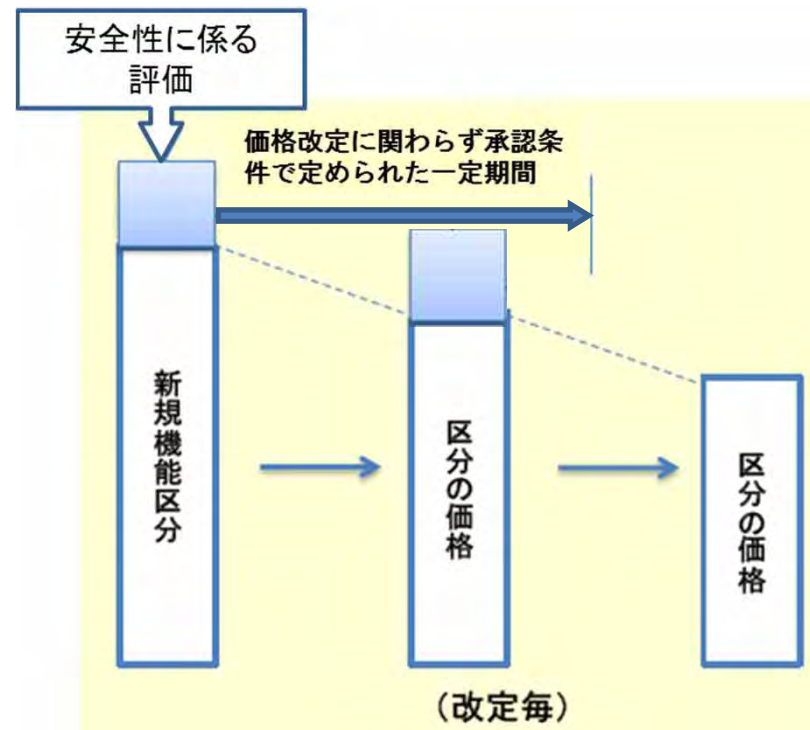 安全性に係る
評価
価格改定に関わらず承認条
件で定められた一定期間
新規機能区分
区分の価格
区分の価格
（改定毎）